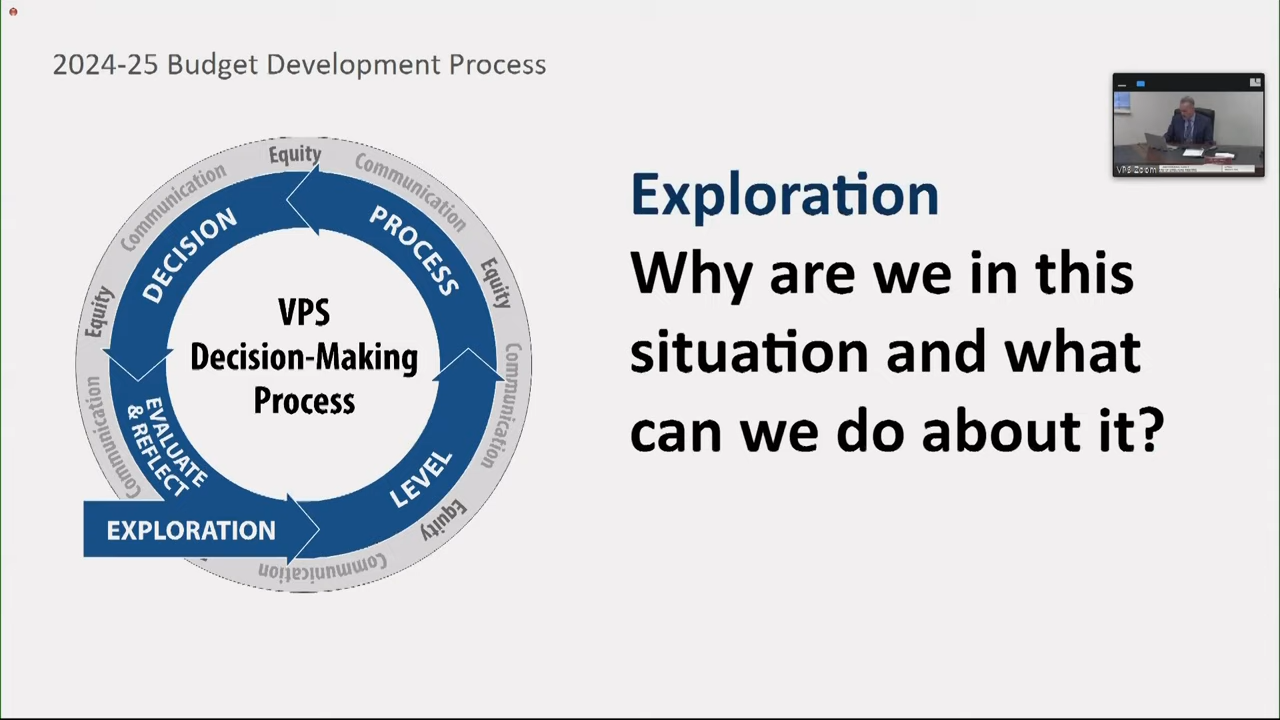 2024-25 Budget Development Process
Equity
Communication
Communication
DECISION
PROCESS
Equity
Equity
VPS
Decision-Making
Process
Communication
Communication
EVALUATE
& REFLECT
LEVEL
Equity
EXPLORATION
Communication
Exploration
Why are we in this
situation and what
can we do about it?
VPS Zoom